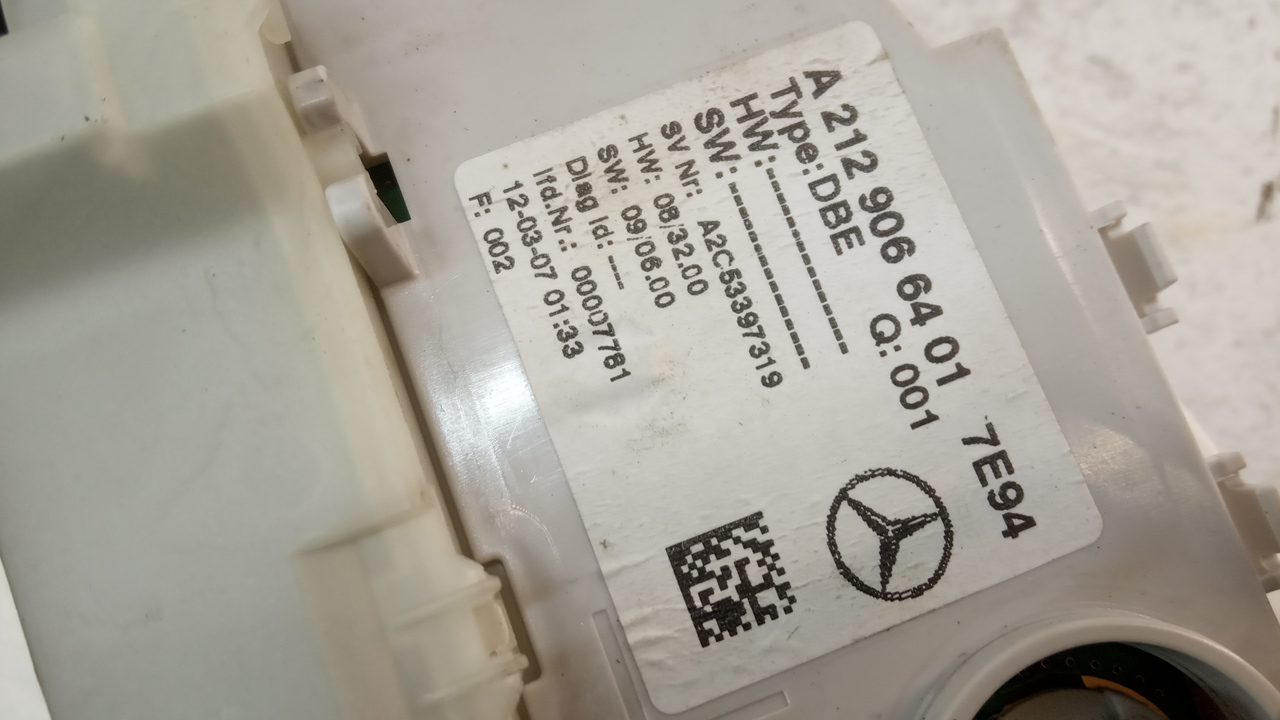 A 212 906 64 01 7E94
Type: DBE Q: 001
HW:---------------
SW:---------------
SV Nr: A2C53397319
HW: 08/32.00
SW: 09/06.00
Diag Id: ----
lfd.Nr.: 00007781
12-03-07 01:33
F: 002